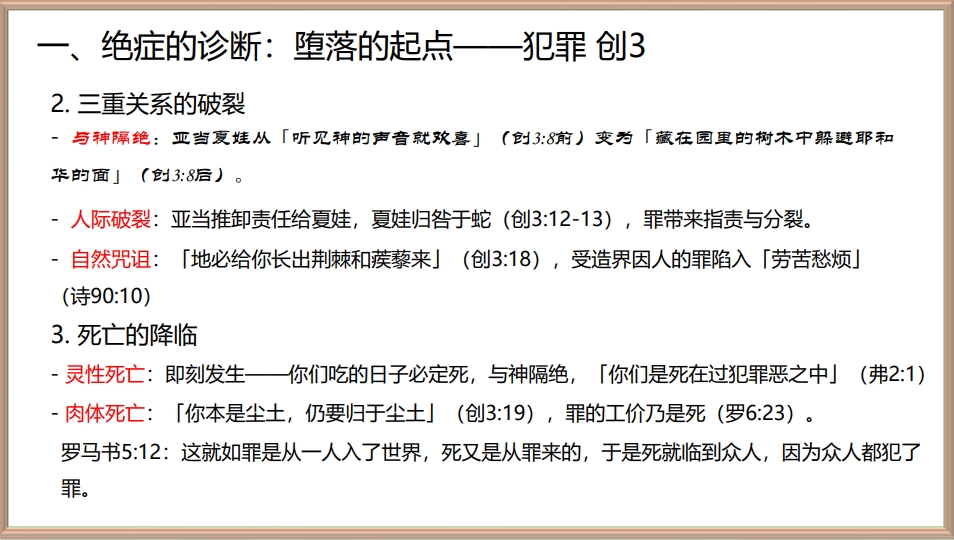 一、绝症的诊断：堕落的起点——犯罪 创3
2. 三重关系的破裂
- 与神隔绝：亚当夏娃从「听见神的声音就欢喜」（创3:8前）变为「藏在园里的树木中躲避耶和
华的面」（创3:8后）。
- 人际破裂：亚当推卸责任给夏娃，夏娃归咎于蛇（创3:12-13），罪带来指责与分裂。
- 自然咒诅：「地必给你长出荆棘和蒺藜来」（创3:18），受造界因人的罪陷入「劳苦愁烦」
（诗90:10）
3. 死亡的降临
- 灵性死亡：即刻发生——你们吃的日子必定死，与神隔绝，「你们是死在过犯罪恶之中」（弗2:1）
- 肉体死亡：「你本是尘土，仍要归于尘土」（创3:19），罪的工价乃是死（罗6:23）。
罗马书5:12：这就如罪是从一人入了世界，死又是从罪来的，于是死就临到众人，因为众人都犯了
罪。